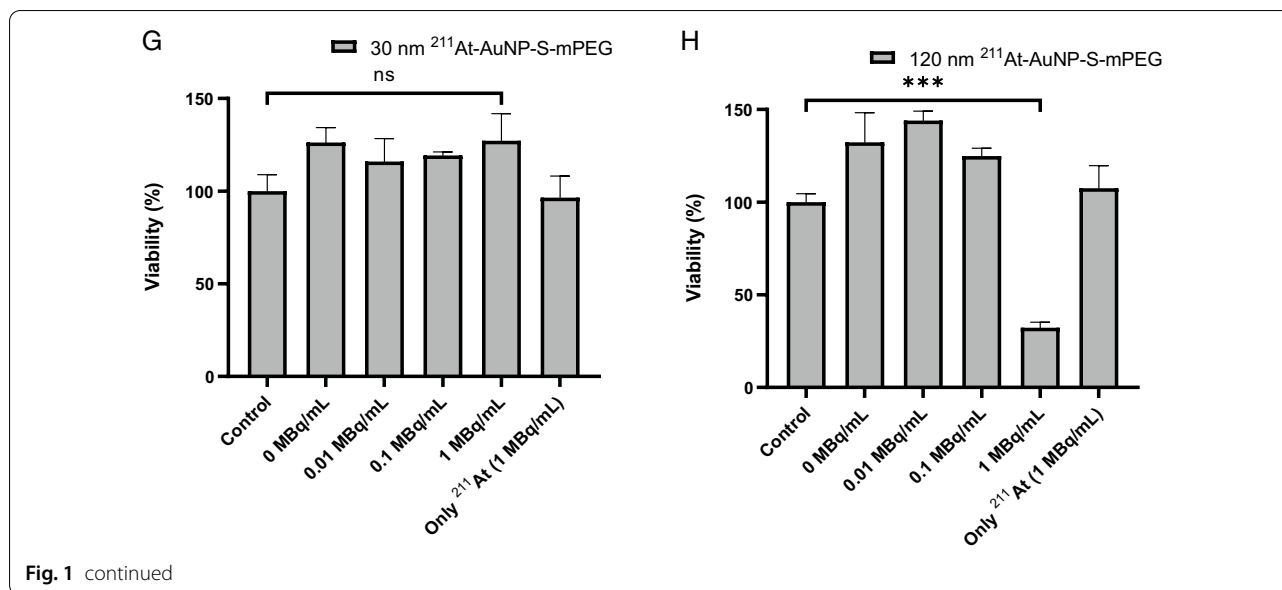 G
30 nm ²¹¹At-AuNP-S-mPEG
ns
150
100
50
0
Viability (%)
Control
0 MBq/mL
0.01 MBq/mL
0.1 MBq/mL
1 MBq/mL
Only ²¹¹At (1 MBq/mL)
H
120 nm ²¹¹At-AuNP-S-mPEG
***
150
100
50
0
Viability (%)
Control
0 MBq/mL
0.01 MBq/mL
0.1 MBq/mL
1 MBq/mL
Only ²¹¹At (1 MBq/mL)
Fig. 1 continued